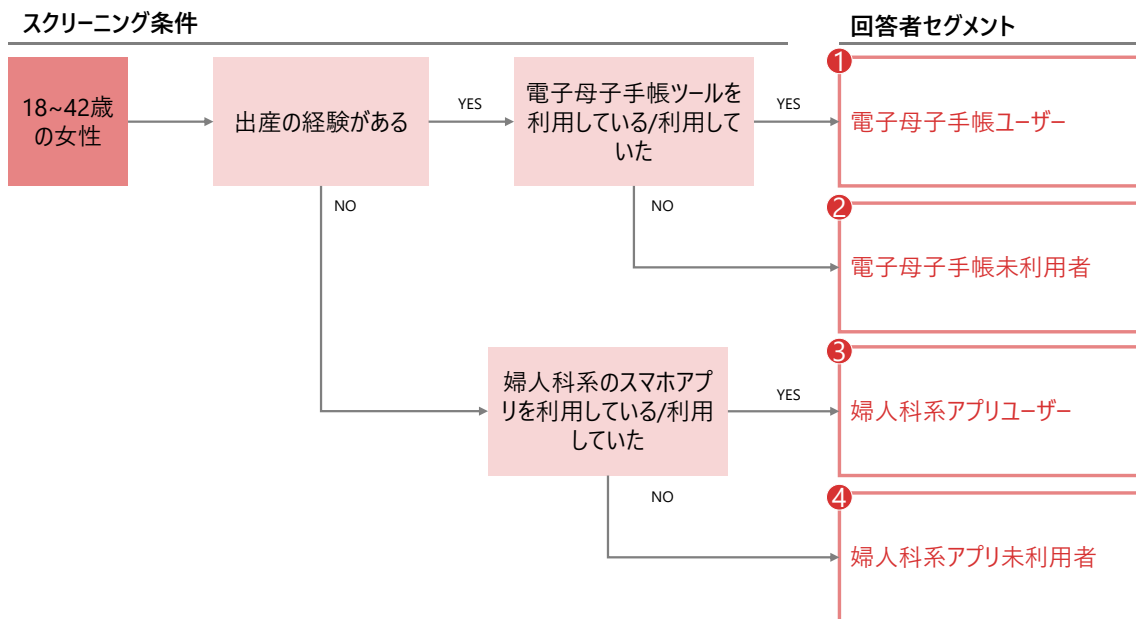 スクリーニング条件
回答者セグメント
18~42歳
の女性
出産の経験がある
YES
電子母子手帳ツールを
利用している/利用して
いた
YES
1
電子母子手帳ユーザー
NO
NO
2
電子母子手帳未利用者
婦人科系のスマホアプ
リを利用している/利用
していた
YES
3
婦人科系アプリユーザー
NO
4
婦人科系アプリ未利用者